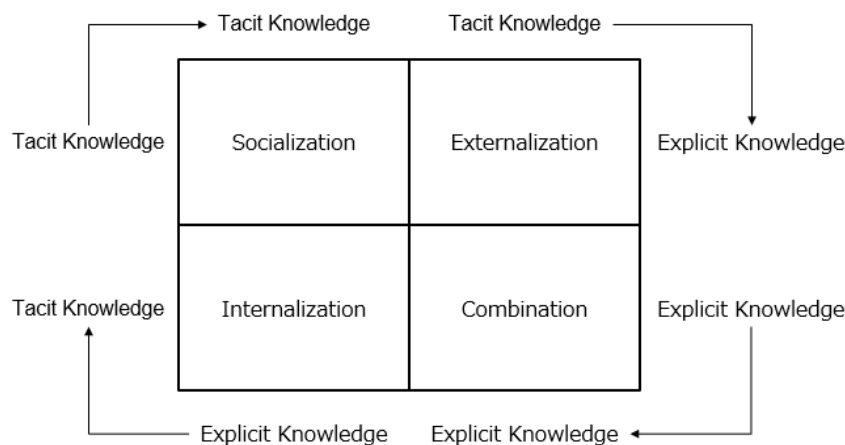 Tacit Knowledge Tacit Knowledge
Tacit Knowledge Socialization Externalization Explicit Knowledge
Tacit Knowledge Internalization Combination Explicit Knowledge
Explicit Knowledge Explicit Knowledge